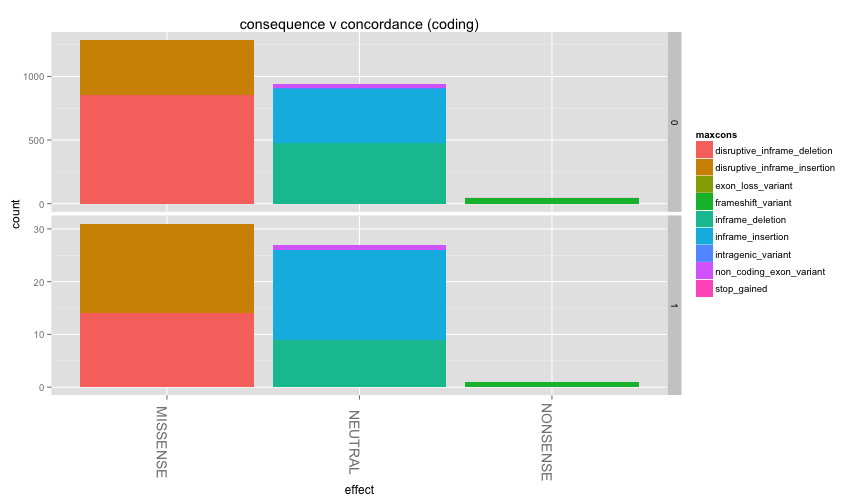 consequence v concordance (coding)
count
1000
500
0
0
30
20
10
0
1
MISSENSE
NEUTRAL
NONSENSE
effect
maxcons
disruptive_inframe_deletion
disruptive_inframe_insertion
exon_loss_variant
frameshift_variant
inframe_deletion
inframe_insertion
intragenic_variant
non_coding_exon_variant
stop_gained